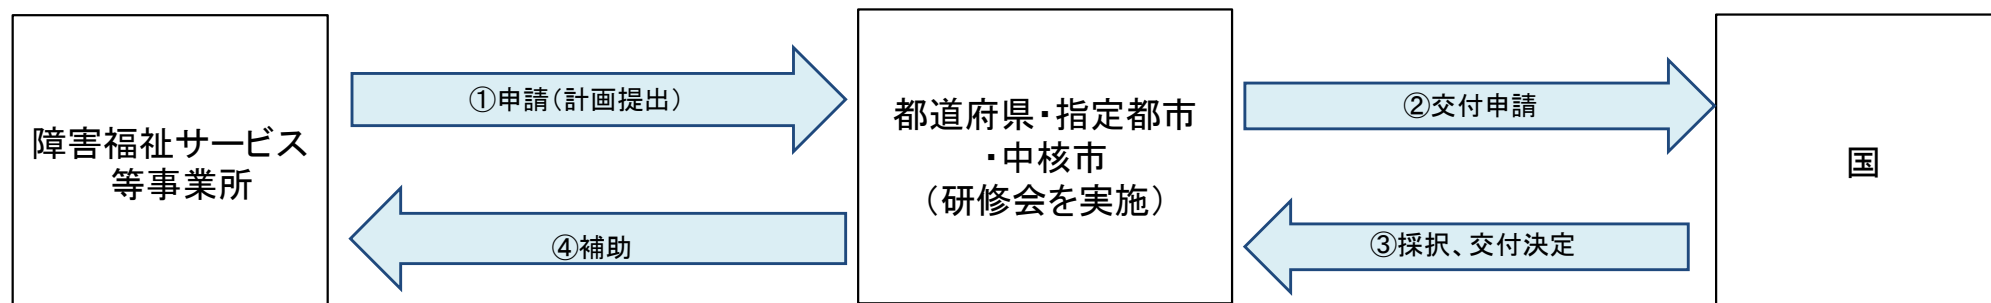 障害福祉サービス
等事業所
①申請（計画提出）
④補助
都道府県・指定都市
・中核市
（研修会を実施）
②交付申請
③採択、交付決定
国